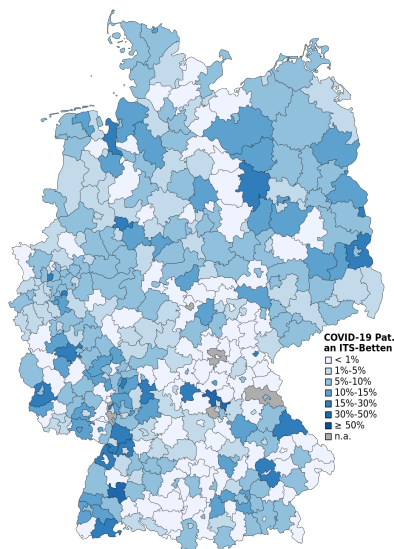 COVID-19 Pat.
an ITS-Betten
< 1%
1%-5%
5%-10%
10%-15%
15%-30%
30%-50%
≥ 50%
n.a.